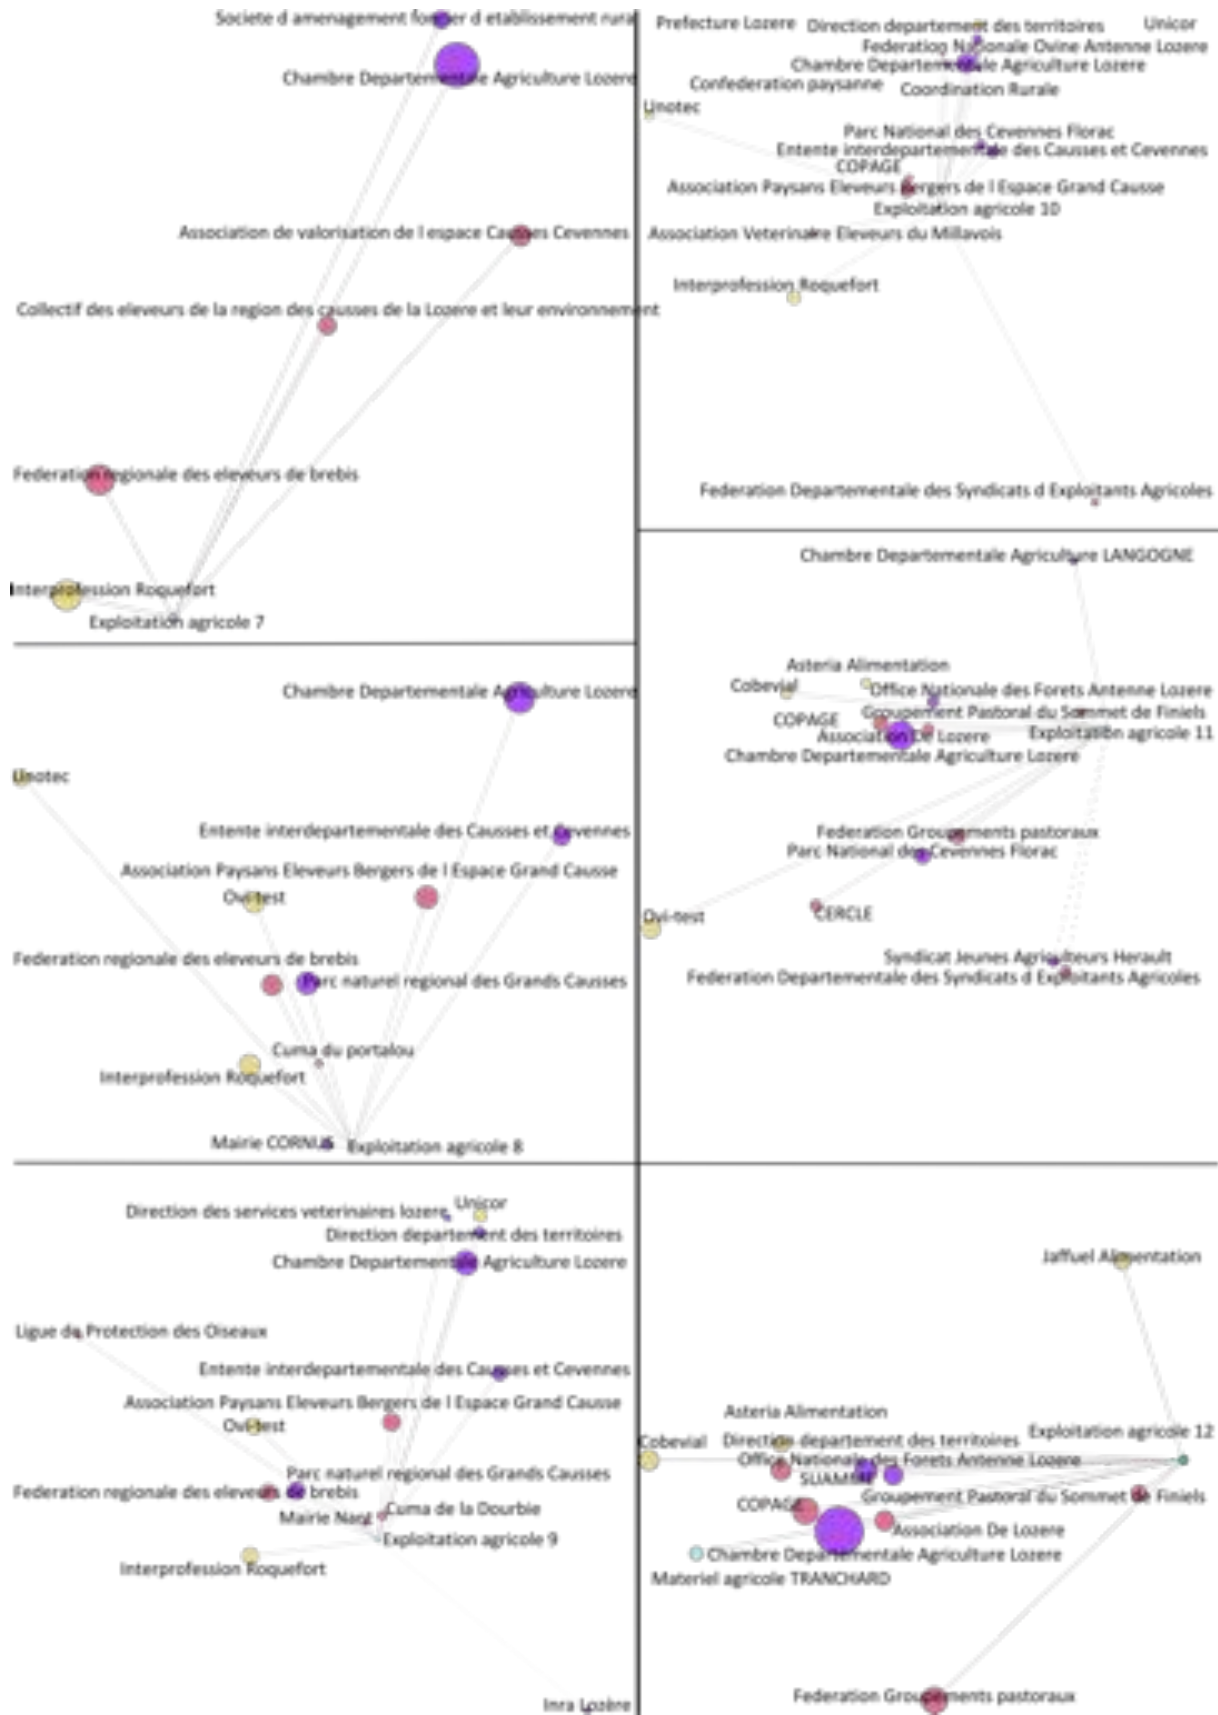 Societe d amenagement foncier d etablissement rural
Chambre Departementale Agriculture Lozere
Association de valorisation de l espace Causses Cevennes
Collectif des eleveurs de la region des causses de la Lozere et leur environnement
Federation regionale des eleveurs de brebis
Interprofession Roquefort
Exploitation agricole 7
Chambre Departementale Agriculture Lozere
Unotec
Entente interdepartementale des Causses et Cevennes
Association Paysans Eleveurs Bergers de l Espace Grand Causse
Ovi-test
Federation regionale des eleveurs de brebis
Parc naturel regional des Grands Causses
Cuma du portalou
Interprofession Roquefort
Mairie CORNUS
Exploitation agricole 8
Unicor
Direction des services veterinaires lozere
Direction department des territoires
Chambre Departementale Agriculture Lozere
Ligue de Protection des Oiseaux
Entente interdepartementale des Causses et Cevennes
Association Paysans Eleveurs Bergers de l Espace Grand Causse
Ovi-test
Parc naturel regional des Grands Causses
Federation regionale des eleveurs de brebis
Cuma de la Dourbie
Mairie Nant
Exploitation agricole 9
Interprofession Roquefort
Inra Lozère
Prefecture Lozere
Direction department des territoires
Unicor
Federation Nationale Ovine Antenne Lozere
Chambre Departementale Agriculture Lozere
Confederation paysanne
Coordination Rurale
Unotec
Parc National des Cevennes Florac
Entente interdepartementale des Causses et Cevennes
COPAGE
Association Paysans Eleveurs Bergers de l Espace Grand Causse
Exploitation agricole 10
Association Veterinaire Eleveurs du Millavois
Interprofession Roquefort
Federation Departementale des Syndicats d Exploitants Agricoles
Chambre Departementale Agriculture LANGOGNE
Asteria Alimentation
Cobevial
Office Nationale des Forets Antenne Lozere
Groupement Pastoral du Sommet de Finiels
COPAGE
Association De Lozere
Exploitation agricole 11
Chambre Departementale Agriculture Lozere
Federation Groupements pastoraux
Parc National des Cevennes Florac
CERCLE
Ovi-test
Syndicat Jeunes Agriculteurs Herault
Federation Departementale des Syndicats d Exploitants Agricoles
Jaffuel Alimentation
Asteria Alimentation
Exploitation agricole 12
Cobevial
Direction department des territoires
Office Nationale des Forets Antenne Lozere
SUAMME
Groupement Pastoral du Sommet de Finiels
COPAGE
Association De Lozere
Chambre Departementale Agriculture Lozere
Materiel agricole TRANCHARD
Federation Groupements pastoraux